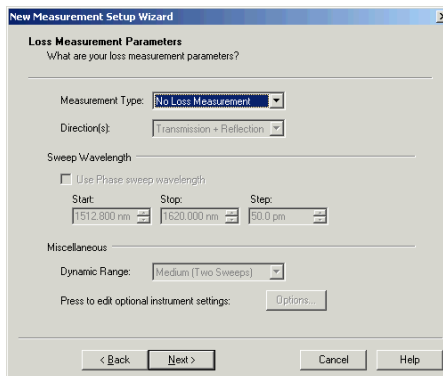 New Measurement Setup Wizard
Loss Measurement Parameters
What are your loss measurement parameters?
Measurement Type: No Loss Measurement
Direction(s): Transmission + Reflection
Sweep Wavelength
Use Phase sweep wavelength
Start: Stop: Step:
1512.800 nm 1620.000 nm 50.0 pm
Miscellaneous
Dynamic Range: Medium (Two Sweeps)
Press to edit optional instrument settings: Options...
< Back Next > Cancel Help